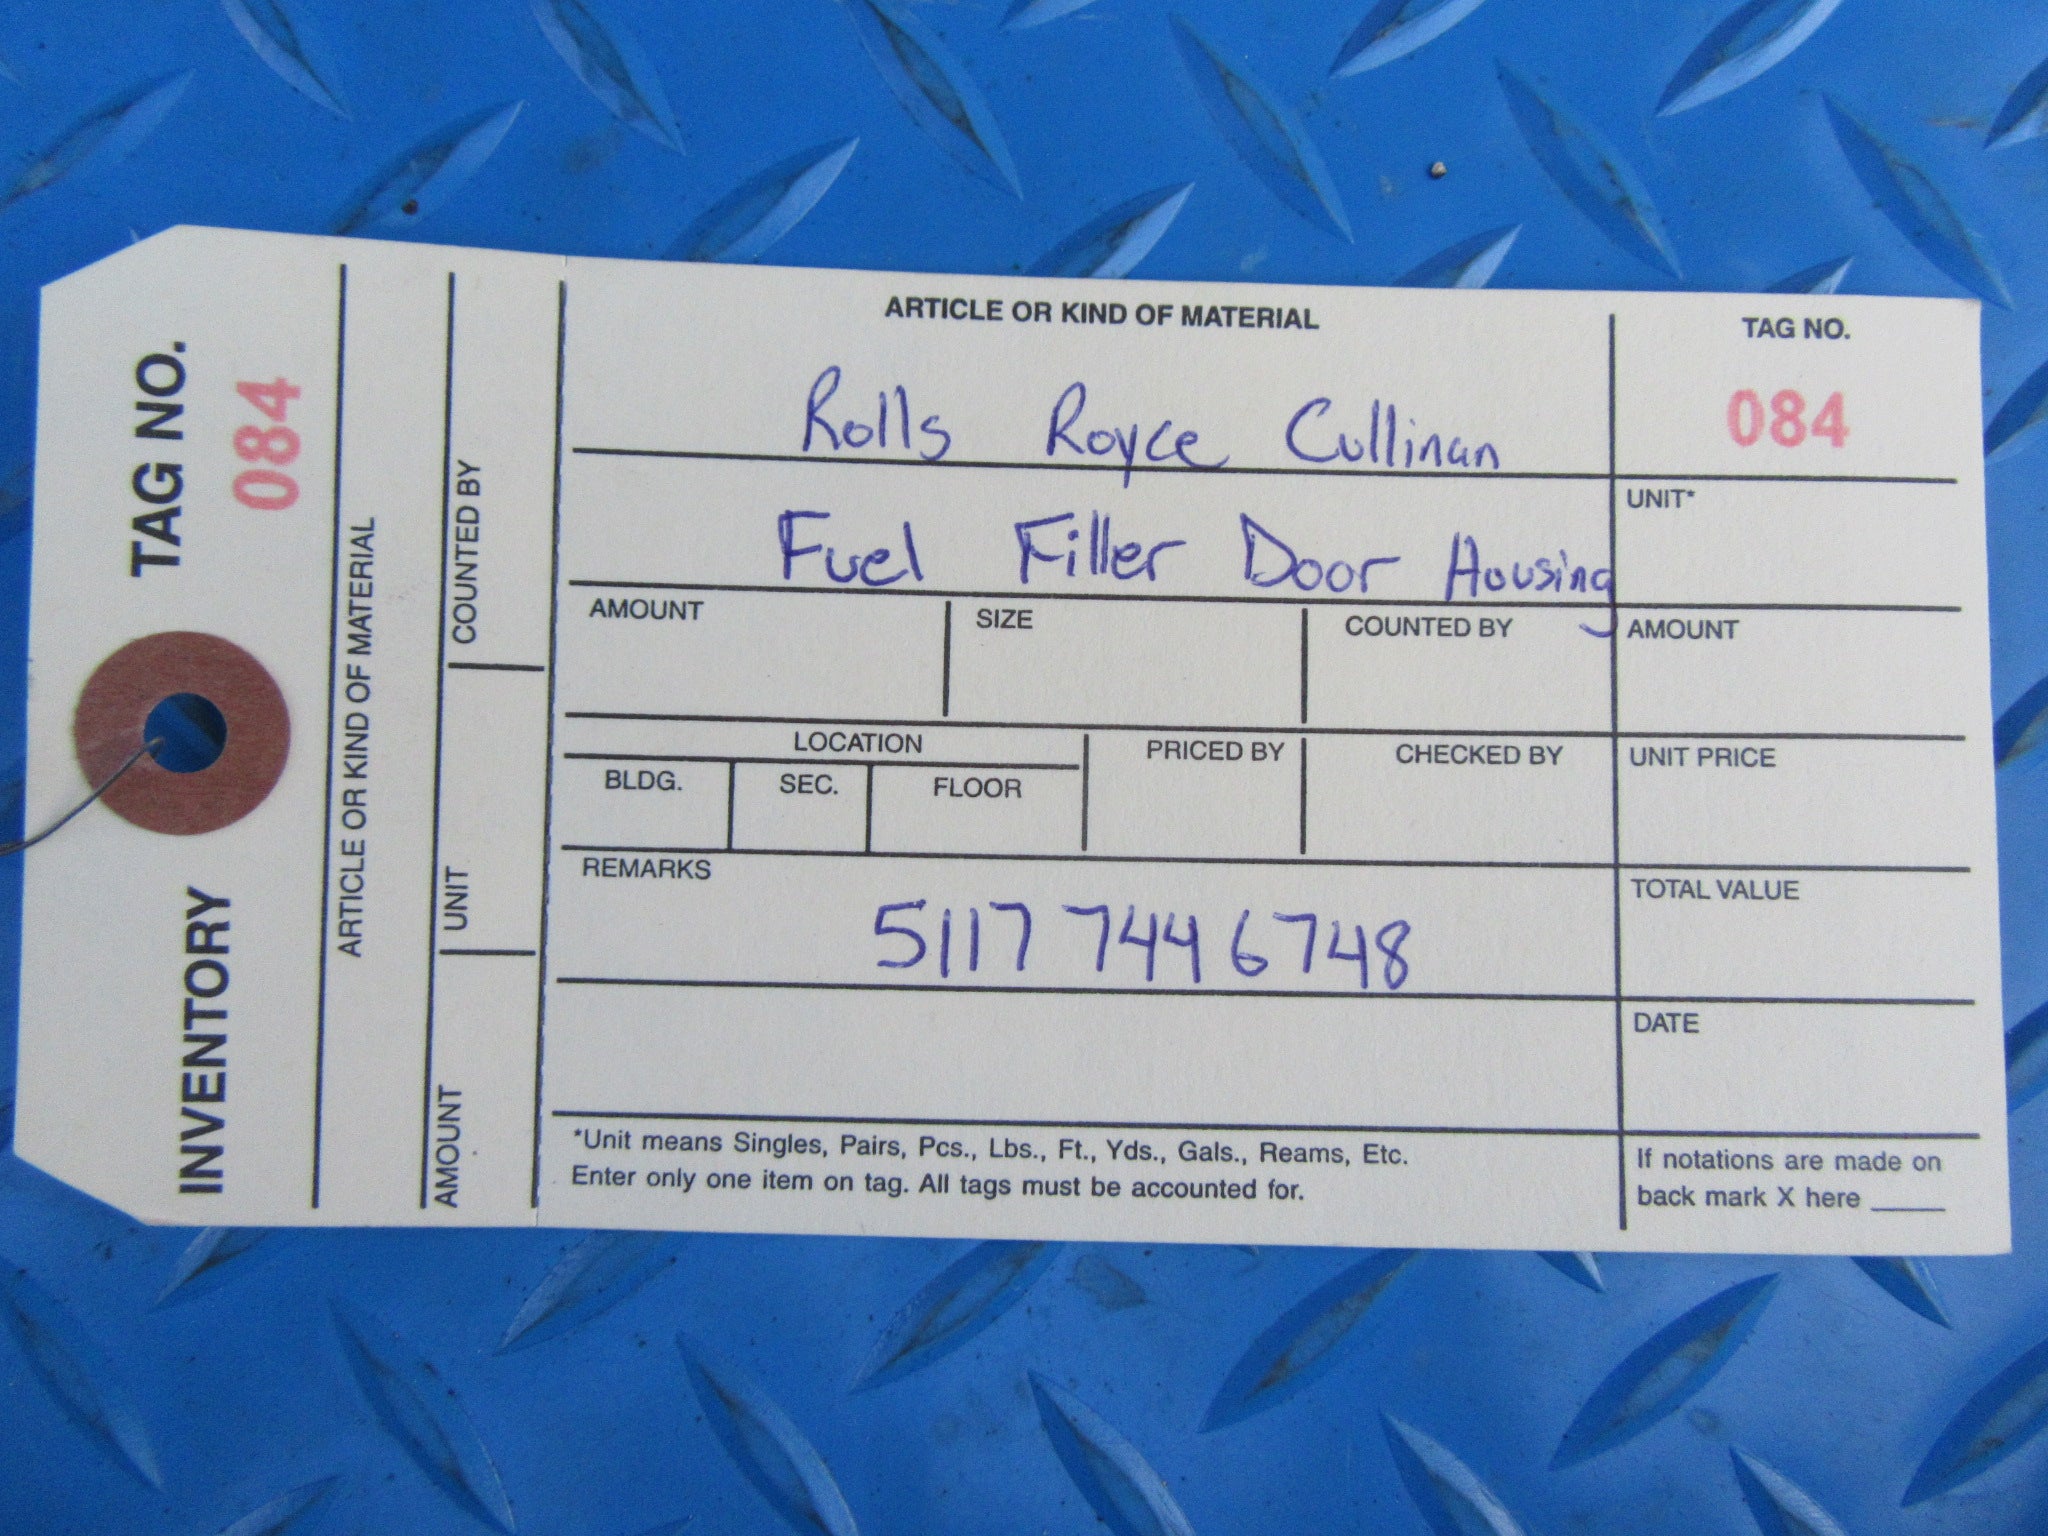 INVENTORY TAG NO.
084
ARTICLE OR KIND OF MATERIAL
AMOUNT UNIT COUNTED BY
ARTICLE OR KIND OF MATERIAL
Rolls Royce Cullinan
Fuel Filler Door Housing
TAG NO.
084
UNIT*
AMOUNT SIZE COUNTED BY AMOUNT
LOCATION PRICED BY CHECKED BY UNIT PRICE
BLDG. SEC. FLOOR
REMARKS
5117 744 6748
TOTAL VALUE
DATE
*Unit means Singles, Pairs, Pcs., Lbs., Ft., Yds., Gals., Reams, Etc.
Enter only one item on tag. All tags must be accounted for.
If notations are made on
back mark X here _____